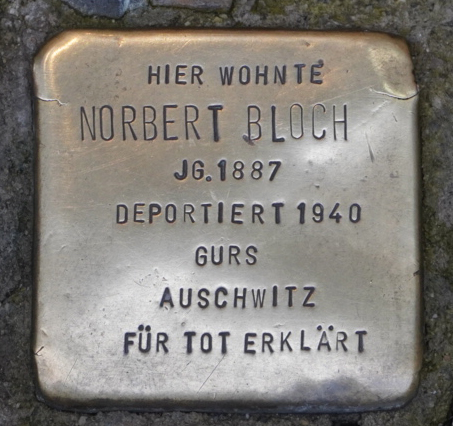 HIER WOHNTE
NORBERT BLOCH
JG. 1887
DEPORTIERT 1940
GURS
AUSCHWITZ
FÜR TOT ERKLÄRT